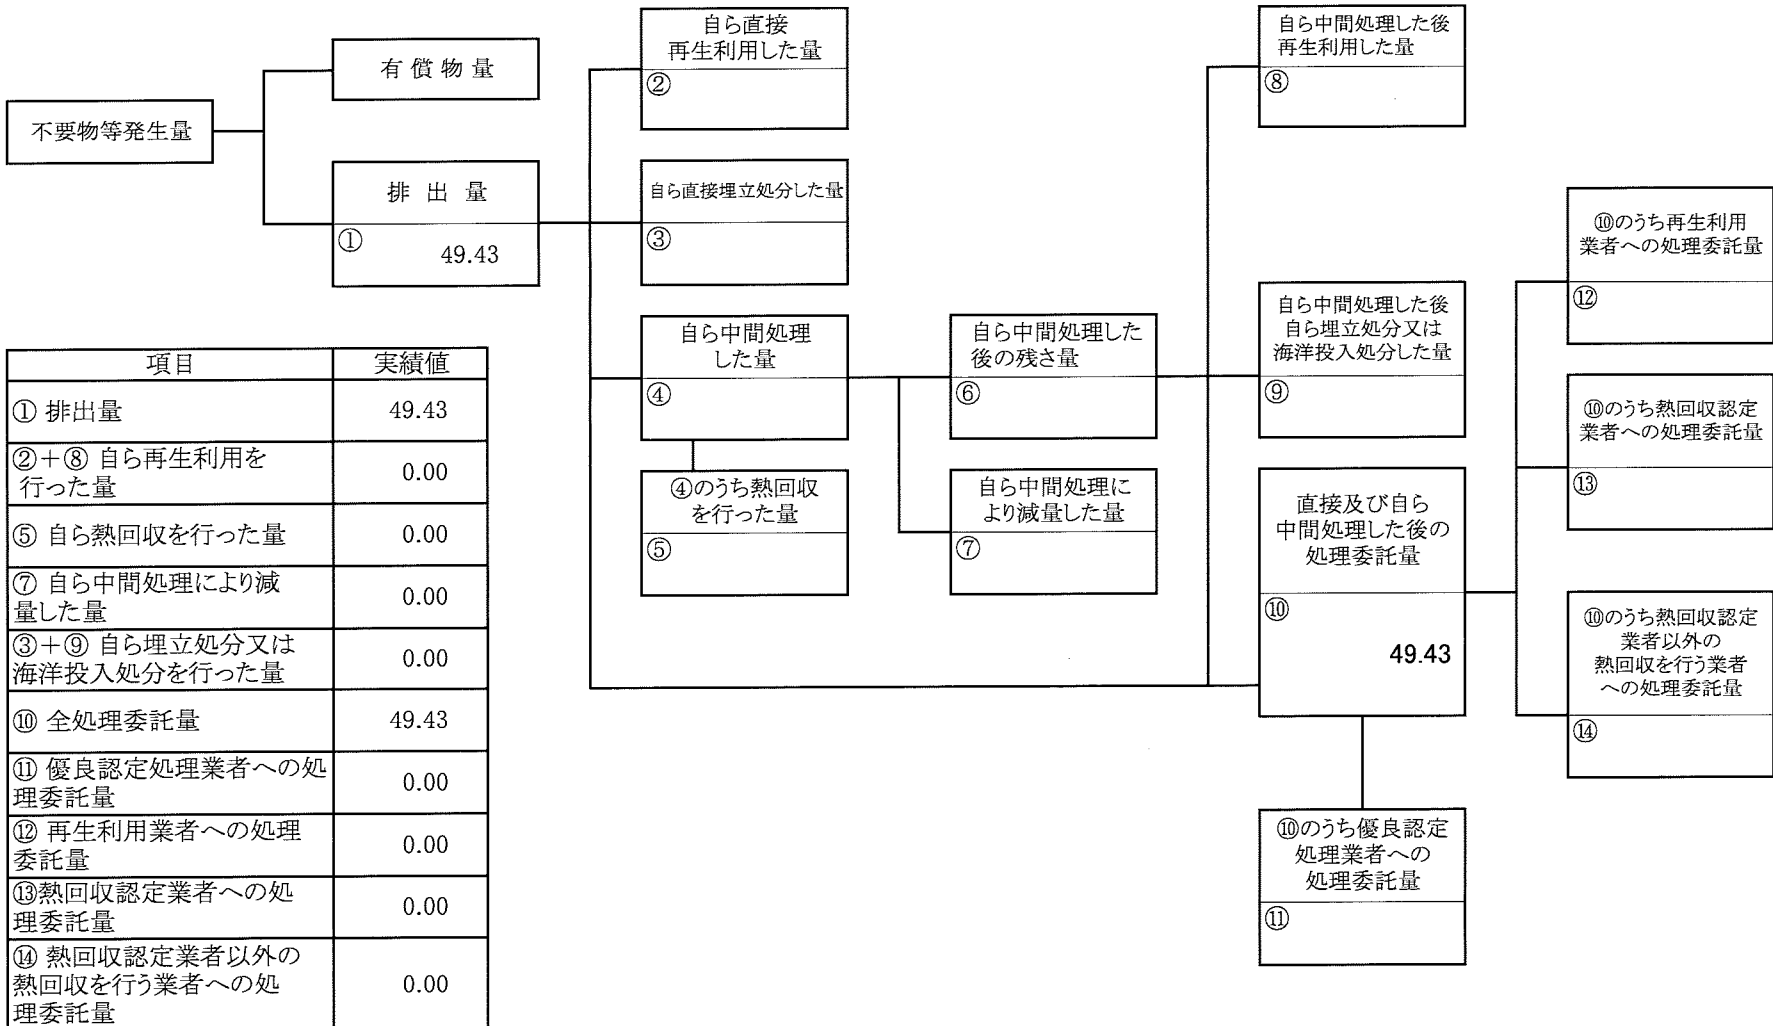 不要物等発生量
有償物量
排出量
①
49.43
自ら直接
再生利用した量
②
自ら直接埋立処分した量
③
自ら中間処理
した量
④
④のうち熱回収
を行った量
⑤
自ら中間処理した
後の残さ量
⑥
自ら中間処理に
より減量した量
⑦
自ら中間処理した後
再生利用した量
⑧
自ら中間処理した後
自ら埋立処分又は
海洋投入処分した量
⑨
直接及び自ら
中間処理した後の
処理委託量
⑩
49.43
⑩のうち優良認定
処理業者への
処理委託量
⑪
⑩のうち再生利用
業者への処理委託量
⑫
⑩のうち熱回収認定
業者への処理委託量
⑬
⑩のうち熱回収認定
業者以外の
熱回収を行う業者
への処理委託量
⑭
項目 実績値
① 排出量 49.43
②+⑧ 自ら再生利用を
行った量 0.00
⑤ 自ら熱回収を行った量 0.00
⑦ 自ら中間処理により減
量した量 0.00
③+⑨ 自ら埋立処分又は
海洋投入処分を行った量 0.00
⑩ 全処理委託量 49.43
⑪ 優良認定処理業者への処
理委託量 0.00
⑫ 再生利用業者への処理
委託量 0.00
⑬熱回収認定業者への処
理委託量 0.00
⑭ 熱回収認定業者以外の
熱回収を行う業者への処
理委託量 0.00